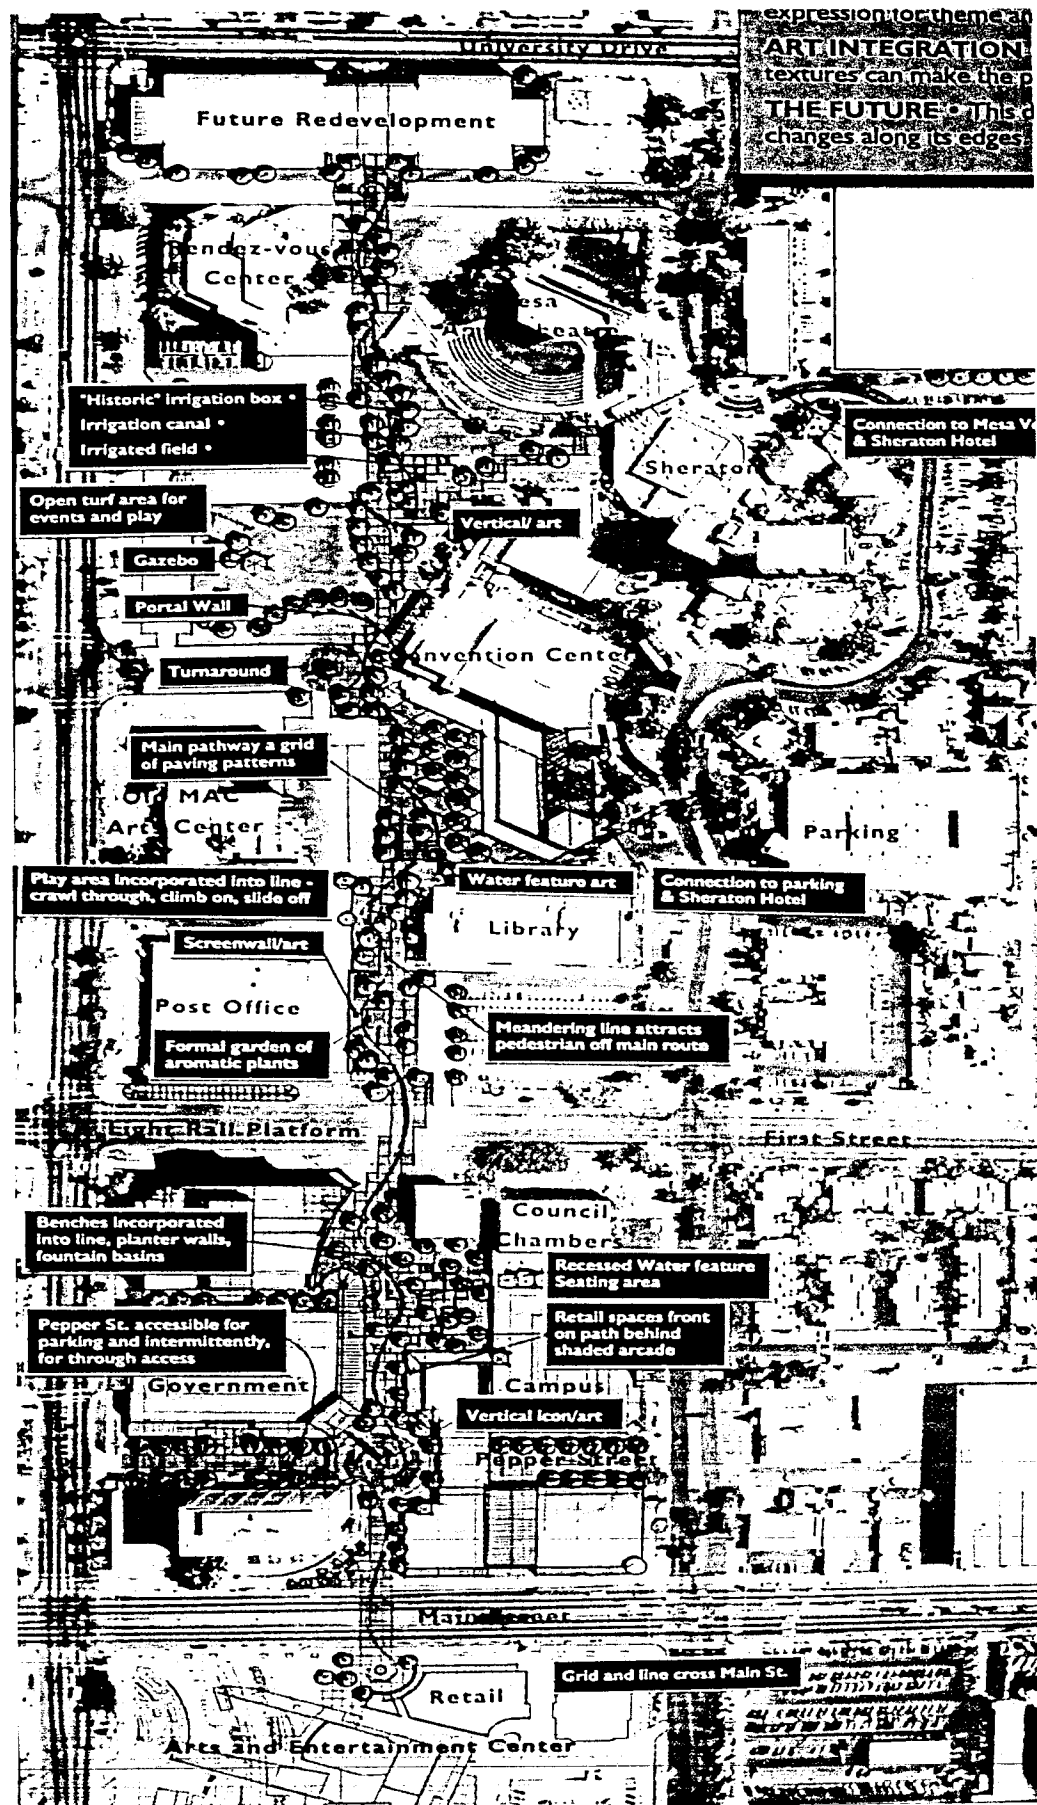 expression for theme
ART INTEGRATION
textures can make the
THE FUTURE • This
changes along its edges
University Drive
Future Redevelopment
Rendez-vous
Center
"Historic" irrigation box •
Irrigation canal •
Irrigated field •
Connection to Mesa
& Sheraton Hotel
Sheraton
Open turf area for
events and play
Vertical/ art
Gazebo
Portal Wall
Turnaround
Main pathway a grid
of paving patterns
MAC
Arts Center
Parking
Play area incorporated into line -
crawl through, climb on, slide off
Water feature art
Connection to parking
& Sheraton Hotel
Library
Screenwall/art
Post Office
Meandering line attracts
pedestrian off main route
Formal garden of
aromatic plants
Light Rail Platform
First Street
Council
Chambers
Benches incorporated
into line, planter walls,
fountain basins
Recessed Water feature
Seating area
Retail spaces front
on path behind
shaded arcade
Pepper St. accessible for
parking and intermittently,
for through access
Government
Campus
Vertical icon/art
Pepper Street
Main Street
Grid and line cross Main St.
Retail
Arts and Entertainment Center